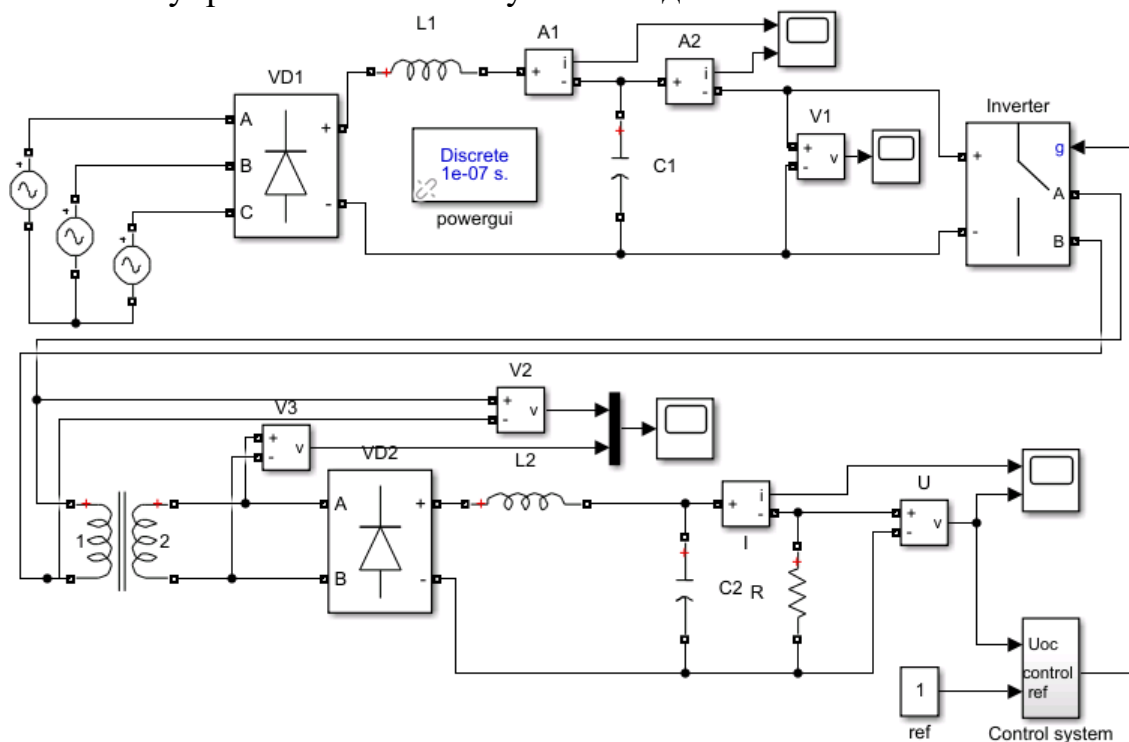 L1
A1
A2
i
+
-
i
+
-
VD1
Inverter
V1
A
B
C
+
-
Discrete
1e-07 s.
powergui
C1
+
-
v
g
+
-
A
B
V2
+
-
v
V3
+
-
v
VD2
L2
U
1
2
A
B
+
-
i
+
-
I
+
-
v
C2
R
Uoc
control
ref
1
ref
Control system